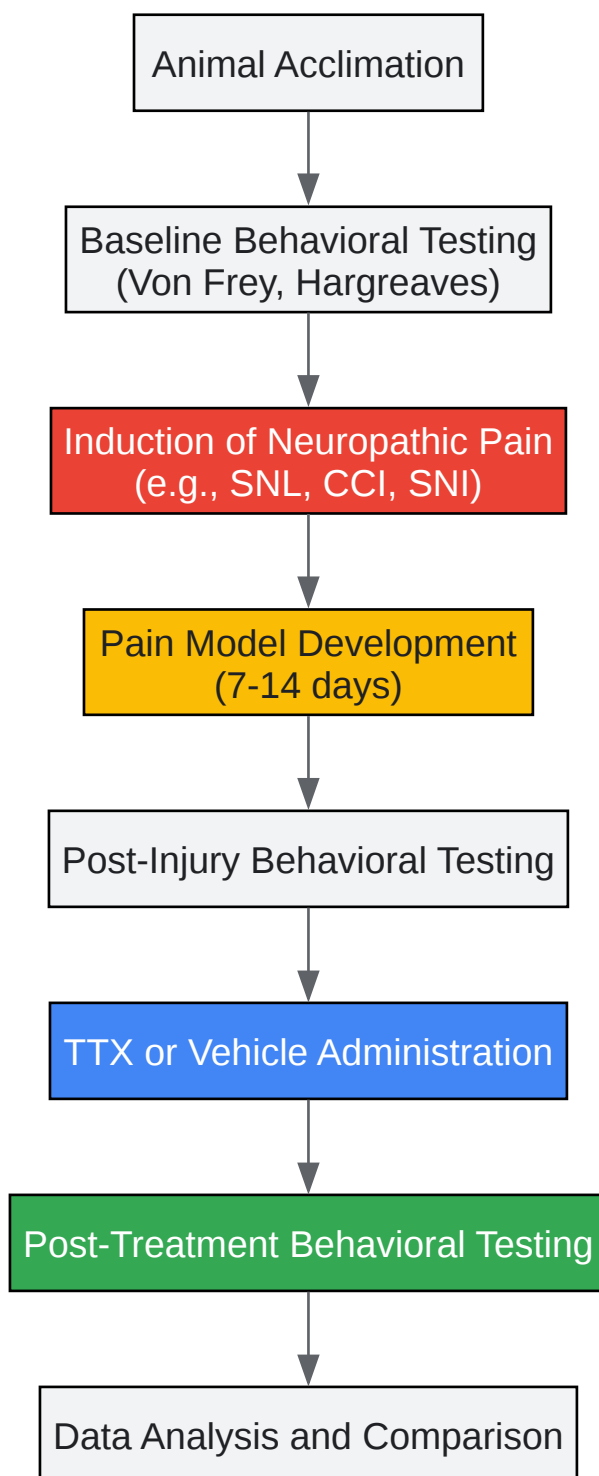 Animal Acclimation
Baseline Behavioral Testing
(Von Frey, Hargreaves)
Induction of Neuropathic Pain
(e.g., SNL, CCI, SNI)
Pain Model Development
(7-14 days)
Post-Injury Behavioral Testing
TTX or Vehicle Administration
Post-Treatment Behavioral Testing
Data Analysis and Comparison